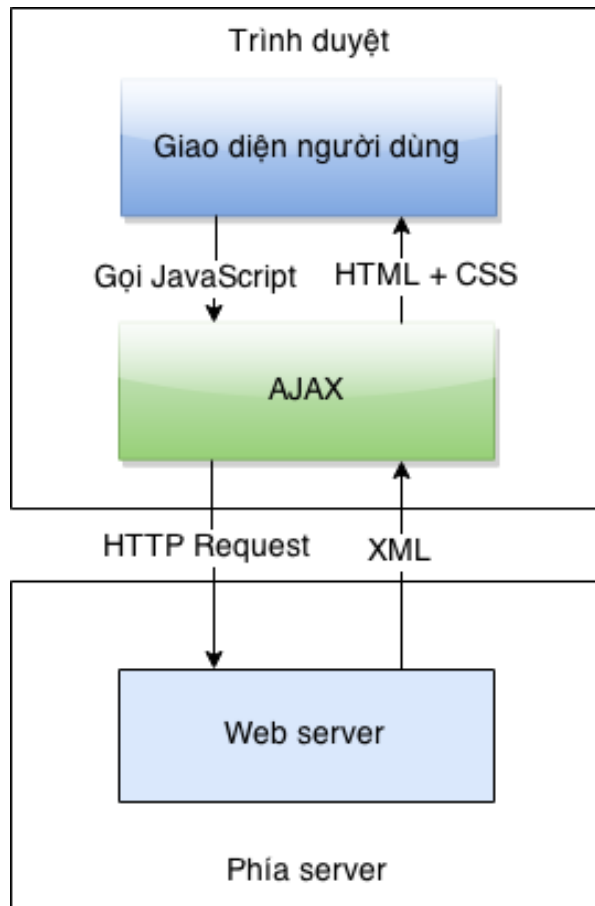 Trình duyệt
Giao diện người dùng
Gọi JavaScript
HTML + CSS
AJAX
HTTP Request
XML
Web server
Phía server